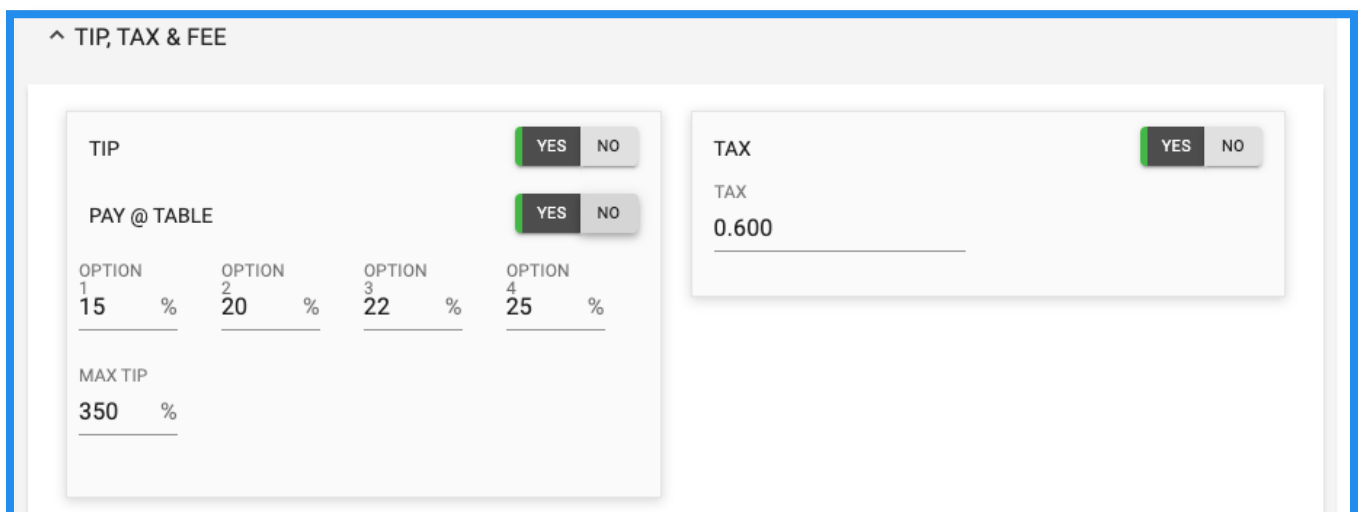 TIP, TAX & FEE
TIP YES NO
PAY @ TABLE YES NO
OPTION 1 OPTION 2 OPTION 3 OPTION 4
15 % 20 % 22 % 25 %
MAX TIP
350 %
TAX YES NO
TAX
0.600